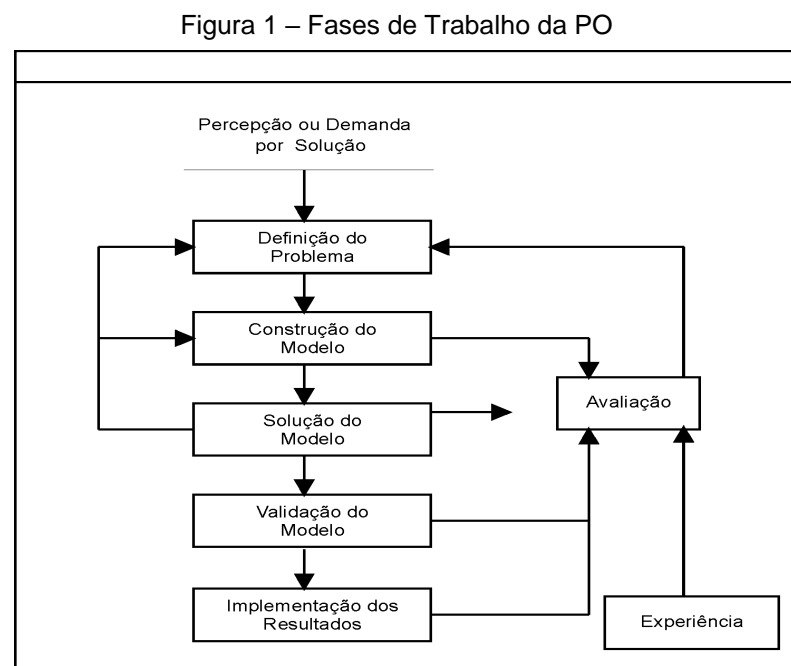 Figura 1 – Fases de Trabalho da PO
Percepção ou Demanda
por Solução
Definição do
Problema
Construção do
Modelo
Avaliação
Solução do
Modelo
Validação do
Modelo
Implementação dos
Resultados
Experiência